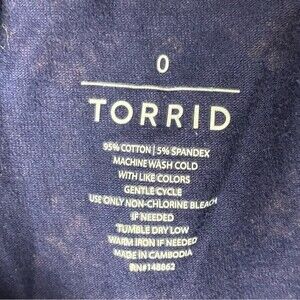 0
TORRID
95% COTTON | 5% SPANDEX
MACHINE WASH COLD
WITH LIKE COLORS
GENTLE CYCLE
USE ONLY NON-CHLORINE BLEACH
IF NEEDED
TUMBLE DRY LOW
WARM IRON IF NEEDED
MADE IN CAMBODIA
RN#148662